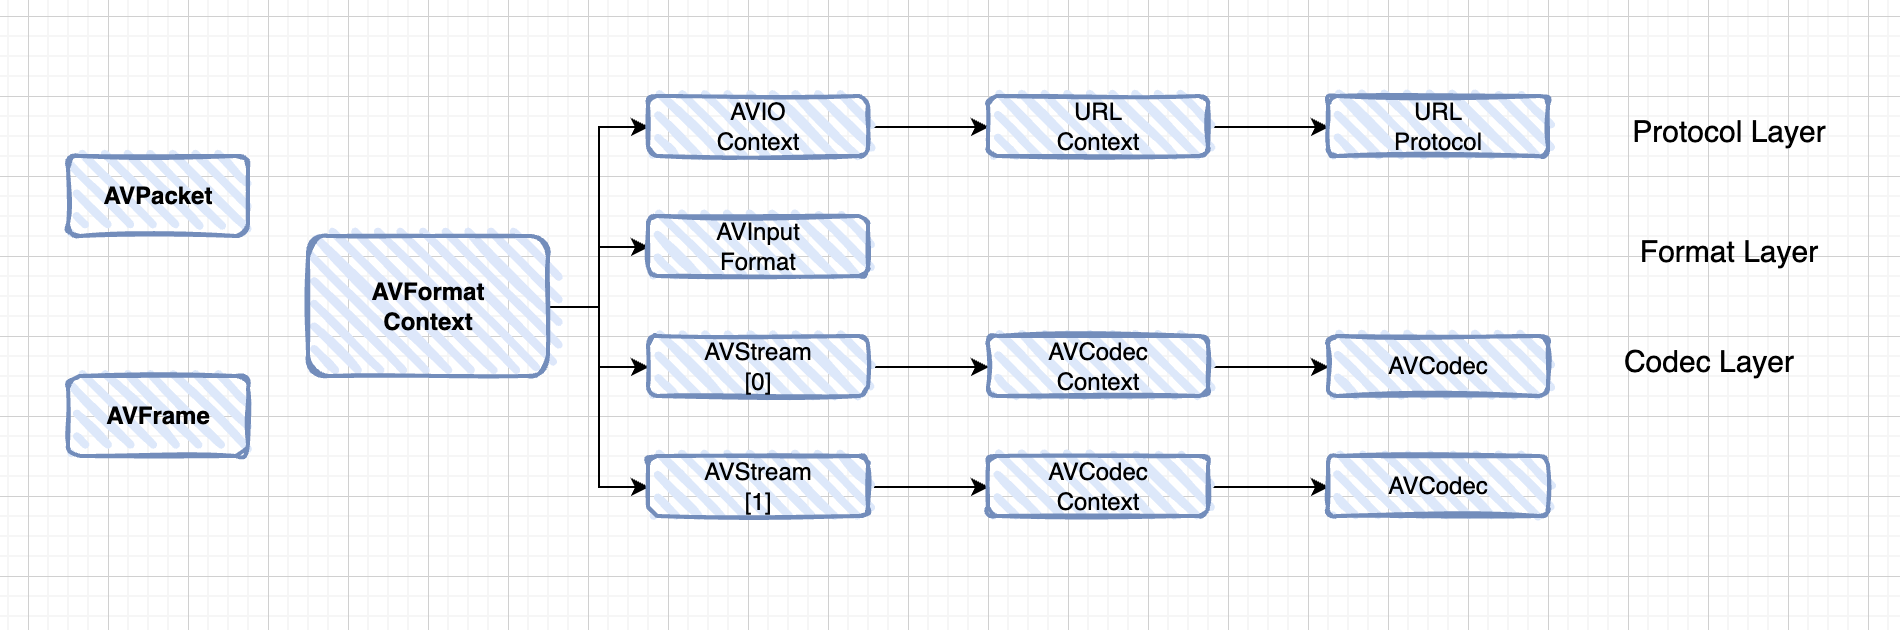 AVIO
Context
URL
Context
URL
Protocol
Protocol Layer
AVPacket
AVInput
Format
Format Layer
AVFormat
Context
AVStream
[0]
AVCodec
Context
AVCodec
Codec Layer
AVFrame
AVStream
[1]
AVCodec
Context
AVCodec